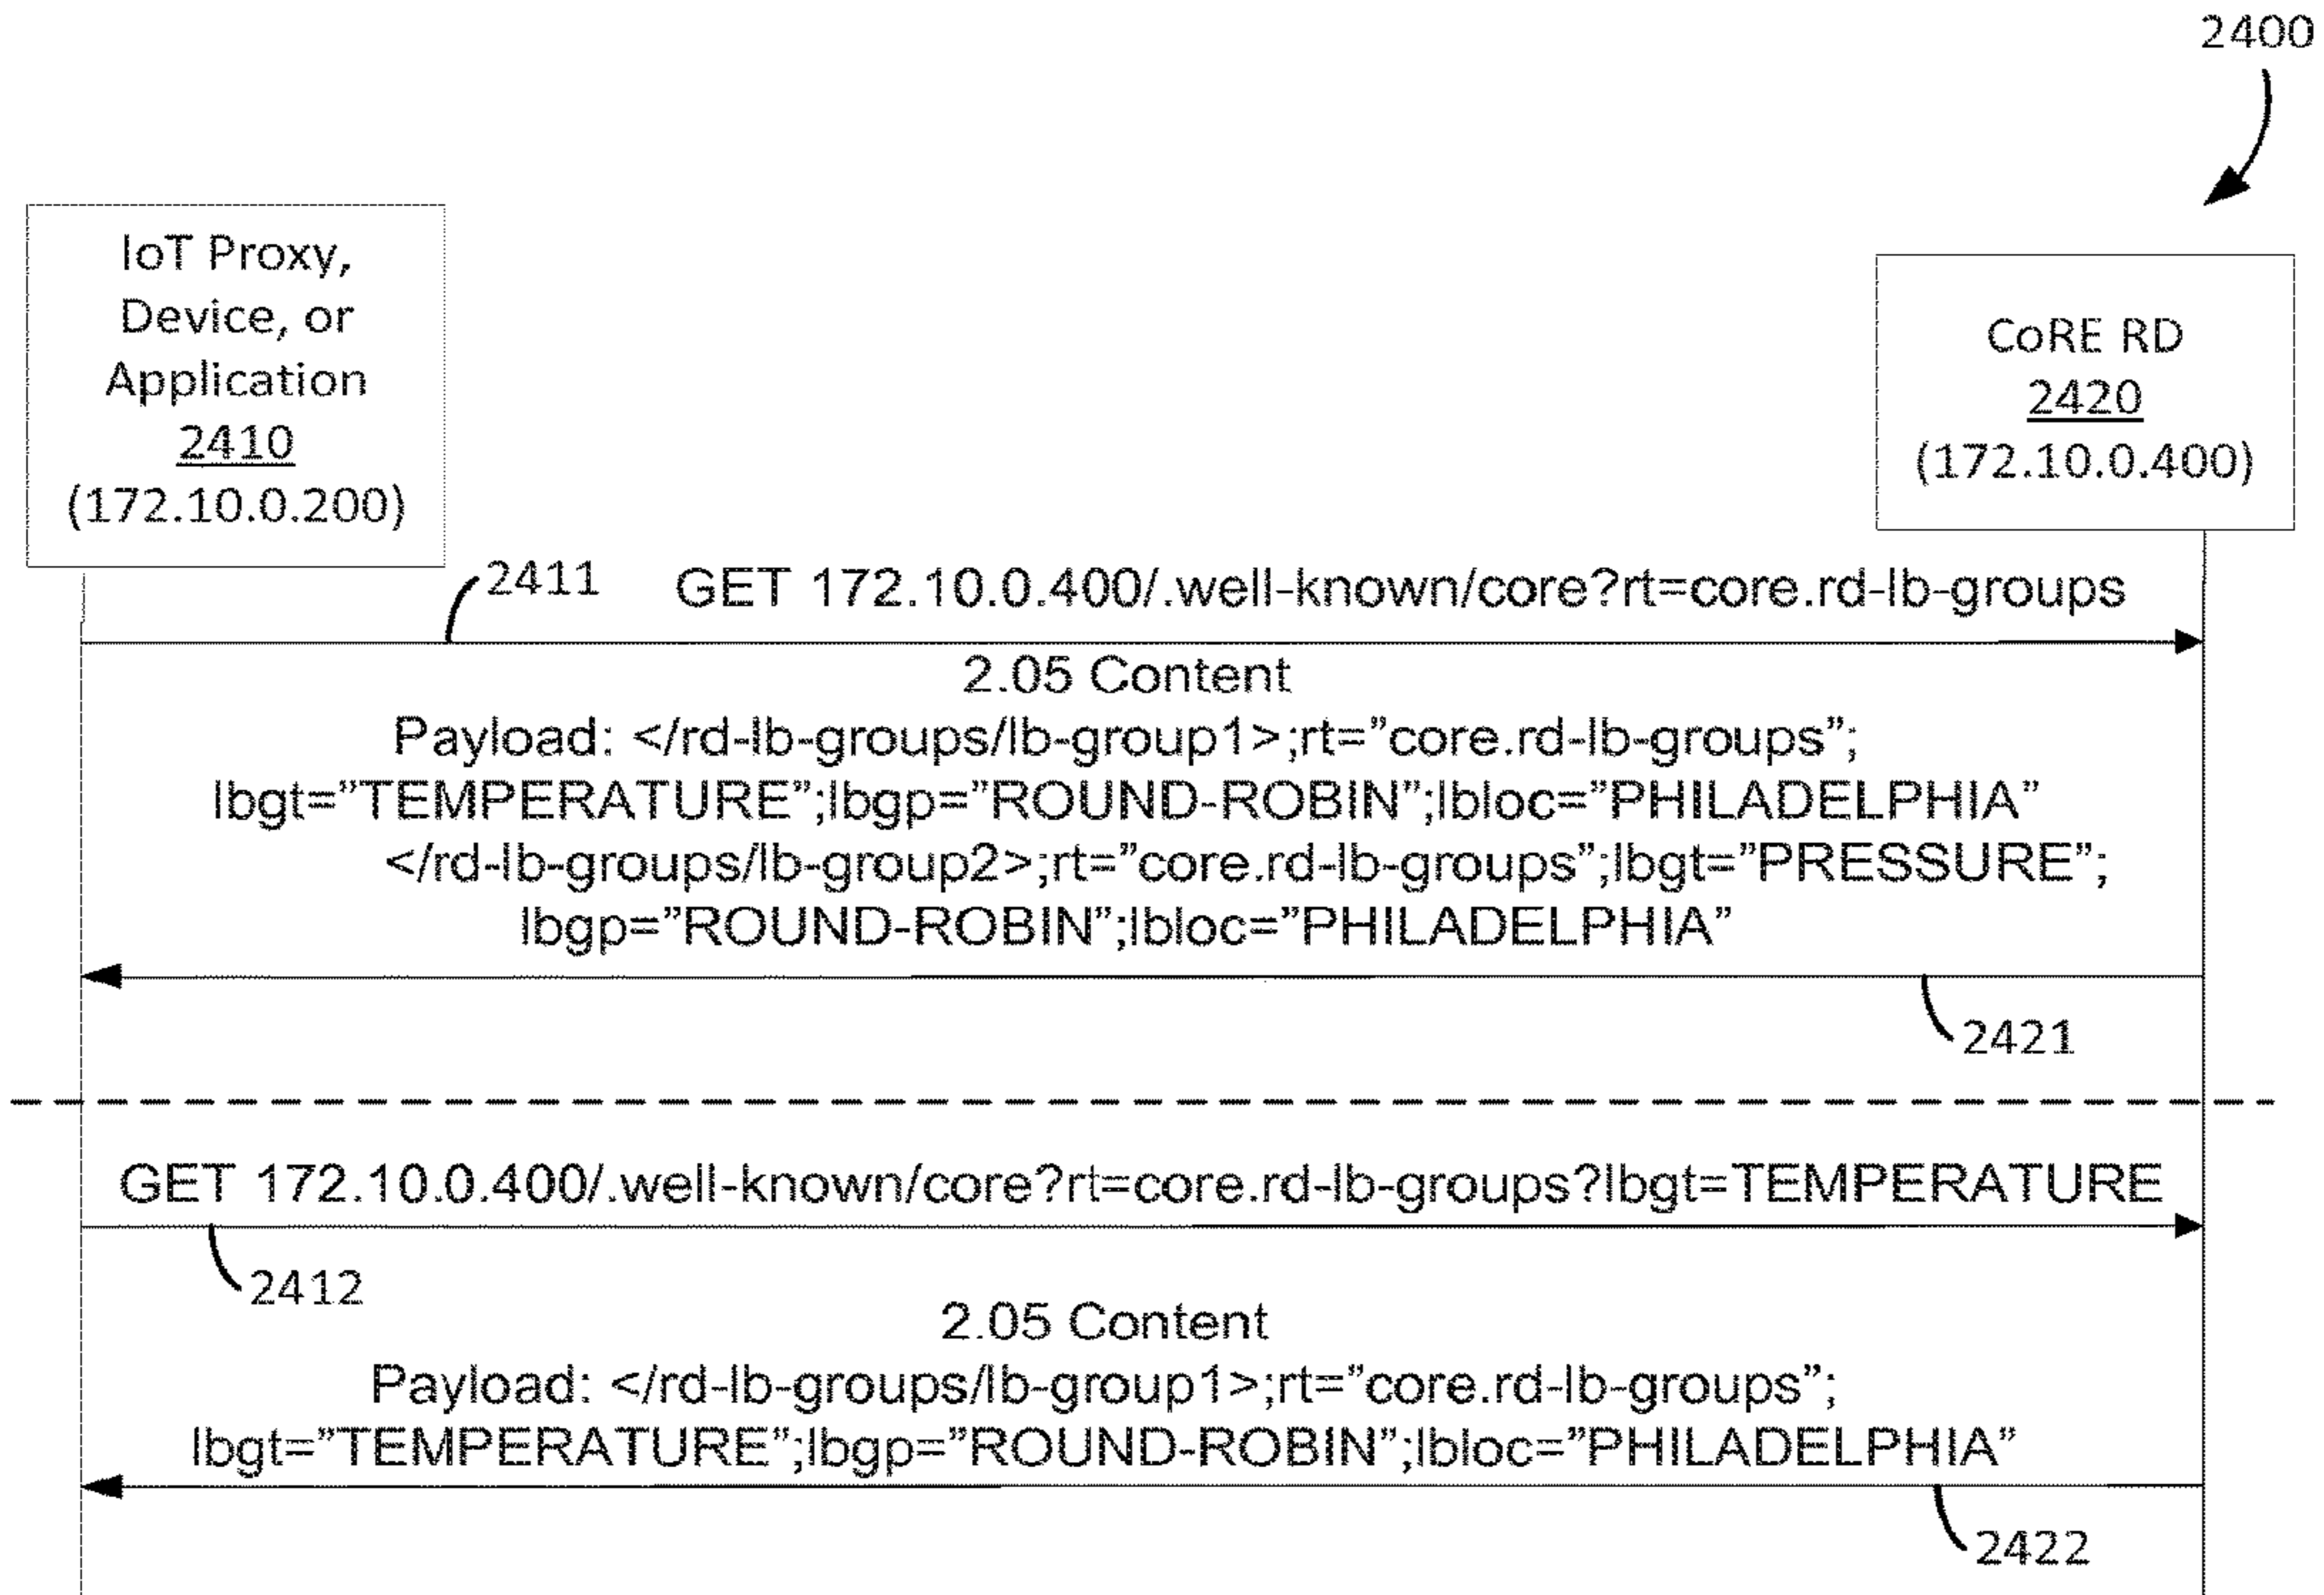 2400
IoT Proxy,
Device, or
Application
2410
(172.10.0.200)
CoRE RD
2420
(172.10.0.400)
2411
GET 172.10.0.400/.well-known/core?rt=core.rd-lb-groups
2.05 Content
Payload: </rd-lb-groups/lb-group1>;rt=”core.rd-lb-groups”;
lbgt=”TEMPERATURE”;lbgp=”ROUND-ROBIN”;lbloc=”PHILADELPHIA”
</rd-lb-groups/lb-group2>;rt=”core.rd-lb-groups”;lbgt=”PRESSURE”;
lbgp=”ROUND-ROBIN”;lbloc=”PHILADELPHIA”
2421
GET 172.10.0.400/.well-known/core?rt=core.rd-lb-groups?lbgt=TEMPERATURE
2412
2.05 Content
Payload: </rd-lb-groups/lb-group1>;rt=”core.rd-lb-groups”;
lbgt=”TEMPERATURE”;lbgp=”ROUND-ROBIN”;lbloc=”PHILADELPHIA”
2422